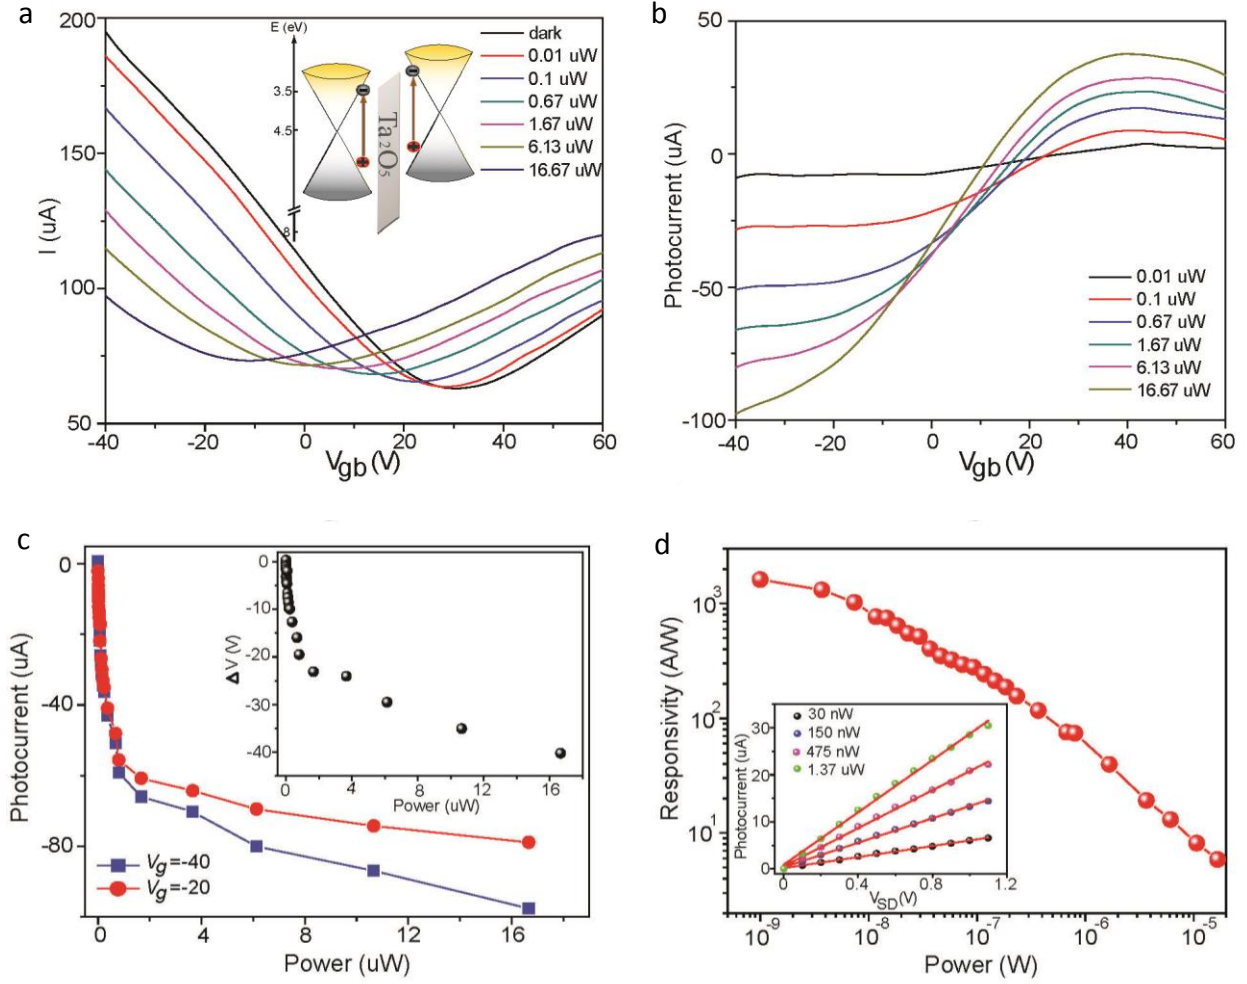 a
200
150
100
50
I (uA)
-40 -20 0 20 40 60
Vgb (V)
E (eV)
3.5
4.5
8
Ta2O5
dark
0.01 uW
0.1 uW
0.67 uW
1.67 uW
6.13 uW
16.67 uW
b
50
0
-50
-100
Photocurrent (uA)
-40 -20 0 20 40 60
Vgb (V)
0.01 uW
0.1 uW
0.67 uW
1.67 uW
6.13 uW
16.67 uW
c
0
-40
-80
Photocurrent (uA)
0 4 8 12 16
Power (uW)
Vg=-40
Vg=-20
0
-10
-20
-30
-40
ΔV (V)
0 4 8 12 16
Power (uW)
d
10^3
10^2
10^1
Responsivity (A/W)
10^-9 10^-8 10^-7 10^-6 10^-5
Power (W)
30 nW
150 nW
475 nW
1.37 uW
30
20
10
0
Photocurrent (uA)
0 0.4 0.8 1.2
VSD(V)